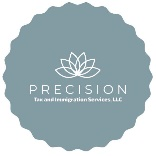 PRECISION
Tax and Immigration Services, LLC